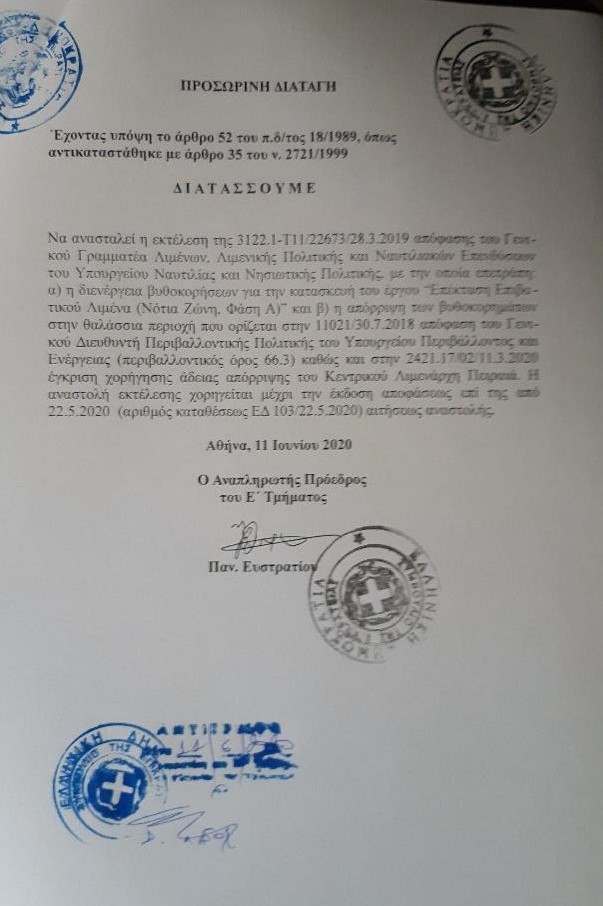 ΠΡΟΣΩΡΙΝΗ ΔΙΑΤΑΓΗ
Έχοντας υπόψη το άρθρο 52 του π.δ/τος 18/1989, όπως
αντικαταστάθηκε με άρθρο 35 του ν. 2721/1999
ΔΙΑΤΑΣΣΟΥΜΕ
Να ανασταλεί η εκτέλεση της 3122.1-Τ11/22673/28.3.2019 απόφασης του Γενι-
κού Γραμματέα Λιμένων, Λιμενικής Πολιτικής και Ναυτιλιακών Επενδύσεων
του Υπουργείου Ναυτιλίας και Νησιωτικής Πολιτικής, με την οποία επετράπη:
α) η διενέργεια βυθοκορήσεων για την κατασκευή του έργου “Επέκταση Επιβα-
τικού Λιμένα (Νότια Ζώνη, Φάση Α)” και β) η απόρριψη των βυθοκορημάτων
στην θαλάσσια περιοχή που ορίζεται στην 11021/30.7.2018 απόφαση του Γενι-
κού Διευθυντή Περιβαλλοντικής Πολιτικής του Υπουργείου Περιβάλλοντος και
Ενέργειας (περιβαλλοντικός όρος 66.3) καθώς και στην 2421.17/02/11.3.2020
έγκριση χορήγησης άδειας απόρριψης του Κεντρικού Λιμενάρχη Πειραιά. Η
αναστολή εκτέλεσης χορηγείται μέχρι την έκδοση αποφάσεως επί της από
22.5.2020 (αριθμός καταθέσεως ΕΔ 103/22.5.2020) αιτήσεως αναστολής.
Αθήνα, 11 Ιουνίου 2020
Ο Αναπληρωτής Πρόεδρος
του Ε΄ Τμήματος
Παν. Ευστρατίου
ΕΛΛΗΝΙΚΗ ΔΗΜΟΚΡΑΤΙΑ